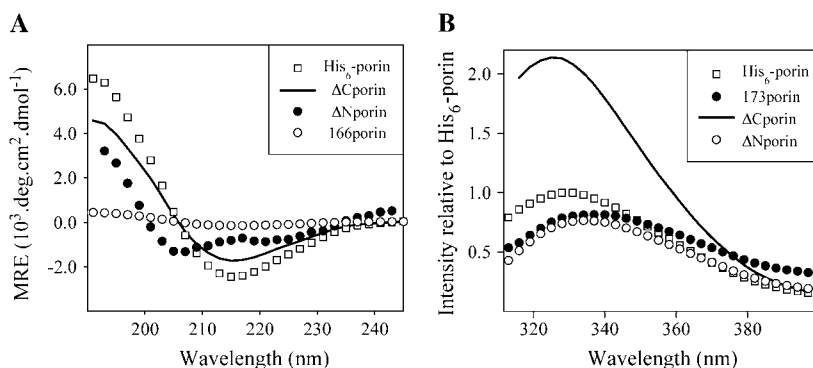 A
MRE (10³.deg.cm².dmol⁻¹)
6.0
4.0
2.0
0.0
-2.0
His₆-porin
ΔCporin
ΔNporin
166porin
200 210 220 230 240
Wavelength (nm)
B
Intensity relative to His₆-porin
2.0
1.5
1.0
0.5
His₆-porin
173porin
ΔCporin
ΔNporin
320 340 360 380
Wavelength (nm)